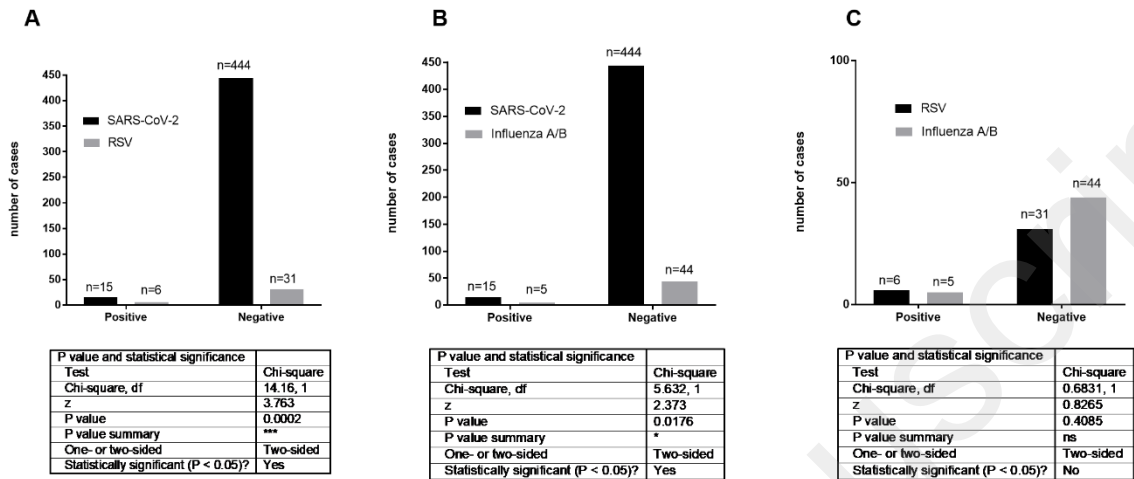 A
n=444
450
400
350
300
250
200
150
100
50
0
number of cases
SARS-CoV-2
RSV
n=15
n=6
n=31
Positive
Negative
P value and statistical significance
Test Chi-square
Chi-square, df 14.16, 1
z 3.763
P value 0.0002
P value summary ***
One- or two-sided Two-sided
Statistically significant (P < 0.05)? Yes
B
n=444
450
400
350
300
250
200
150
100
50
0
number of cases
SARS-CoV-2
Influenza A/B
n=15
n=5
n=44
Positive
Negative
P value and statistical significance
Test Chi-square
Chi-square, df 5.632, 1
z 2.373
P value 0.0176
P value summary *
One- or two-sided Two-sided
Statistically significant (P < 0.05)? Yes
C
100
50
0
number of cases
RSV
Influenza A/B
n=6
n=5
n=31
n=44
Positive
Negative
P value and statistical significance
Test Chi-square
Chi-square, df 0.6831, 1
z 0.8265
P value 0.4085
P value summary ns
One- or two-sided Two-sided
Statistically significant (P < 0.05)? No